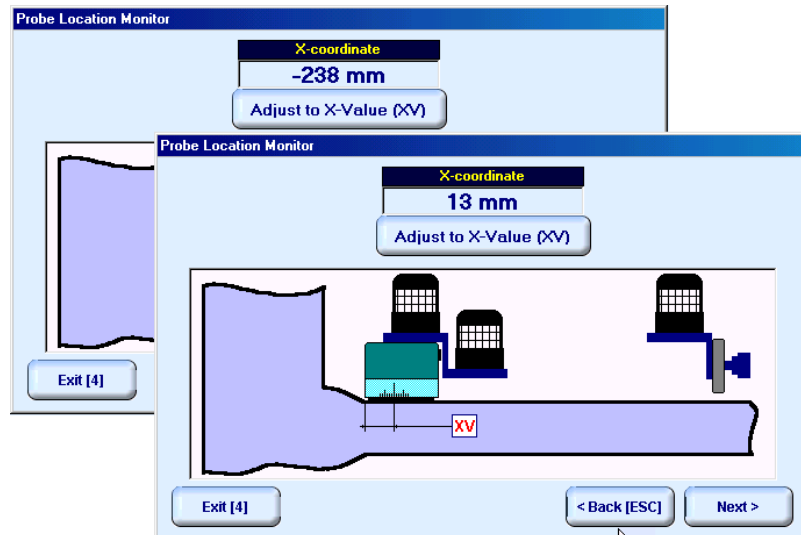 Probe Location Monitor
X-coordinate
-238 mm
Adjust to X-Value (XV)
Exit [4]
Probe Location Monitor
X-coordinate
13 mm
Adjust to X-Value (XV)
XV
Exit [4]
< Back [ESC]
Next >